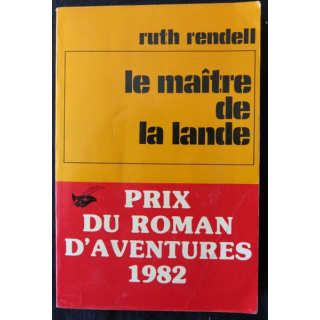 ruth rendell
le maître
de
la lande
PRIX
DU ROMAN
D'AVENTURES
1982